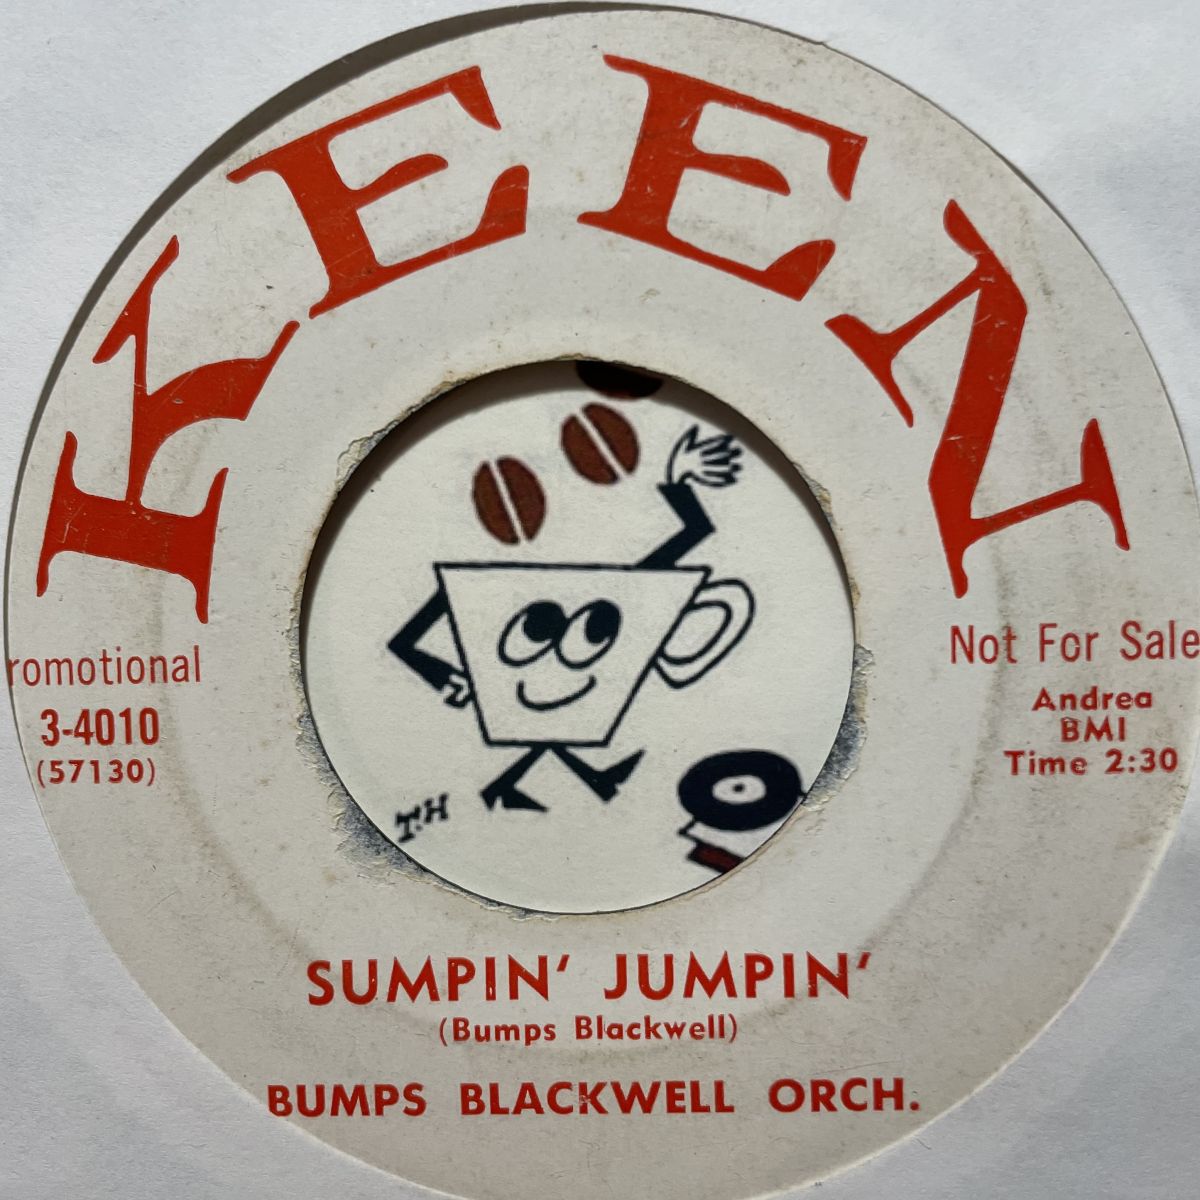 KEEN
romotional
3-4010
(57130)
Not For Sale
Andrea
BMI
Time 2:30
T.H
SUMPIN' JUMPIN'
(Bumps Blackwell)
BUMPS BLACKWELL ORCH.